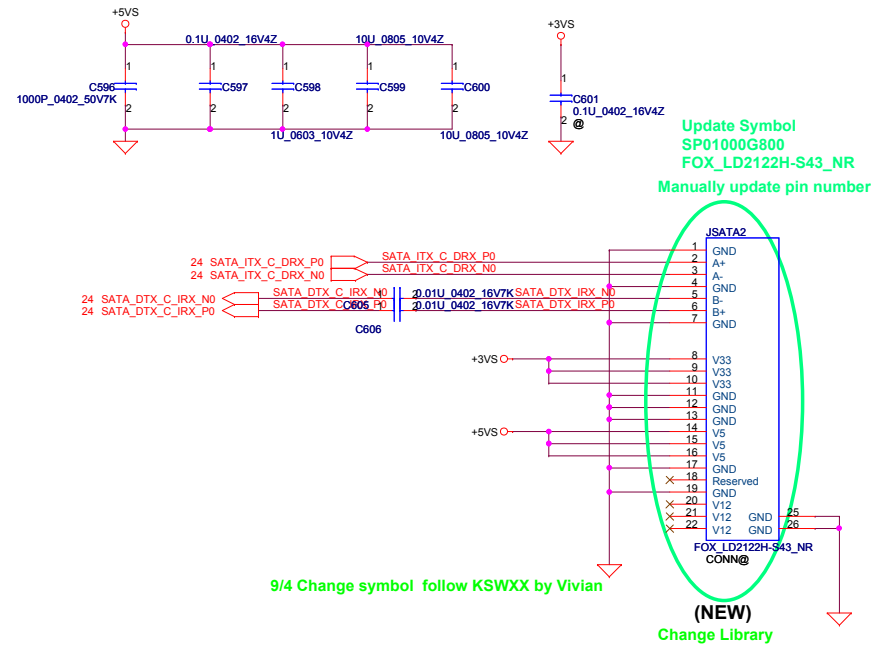 +5VS
+3VS
0.1U_0402_16V4Z
10U_0805_10V4Z
1
1
1
1
1
1
C596
C597
C598
C599
C600
1000P_0402_50V7K
C601
2
2
2
2
2
0.1U_0402_16V4Z
2
@
1U_0603_10V4Z
10U_0805_10V4Z
Update Symbol
SP01000G800
FOX_LD2122H-S43_NR
Manually update pin number
JSATA2
1 GND
24 SATA_ITX_C_DRX_P0 SATA_ITX_C_DRX_P0 2 A+
24 SATA_ITX_C_DRX_N0 SATA_ITX_C_DRX_N0 3 A-
4 GND
24 SATA_DTX_C_IRX_N0 SATA_DTX_C_IRX_N0 1 2 0.01U_0402_16V7K SATA_DTX_IRX_N0 5 B-
24 SATA_DTX_C_IRX_P0 SATA_DTX_C_IRX_P0 C605 1 2 0.01U_0402_16V7K SATA_DTX_IRX_P0 6 B+
7 GND
C606
+3VS 8 V33
9 V33
10 V33
11 GND
12 GND
13 GND
+5VS 14 V5
15 V5
16 V5
17 GND
18 Reserved
19 GND
20 V12
21 V12 GND 25
22 V12 GND 26
FOX_LD2122H-S43_NR
CONN@
9/4 Change symbol follow KSWXX by Vivian
(NEW)
Change Library